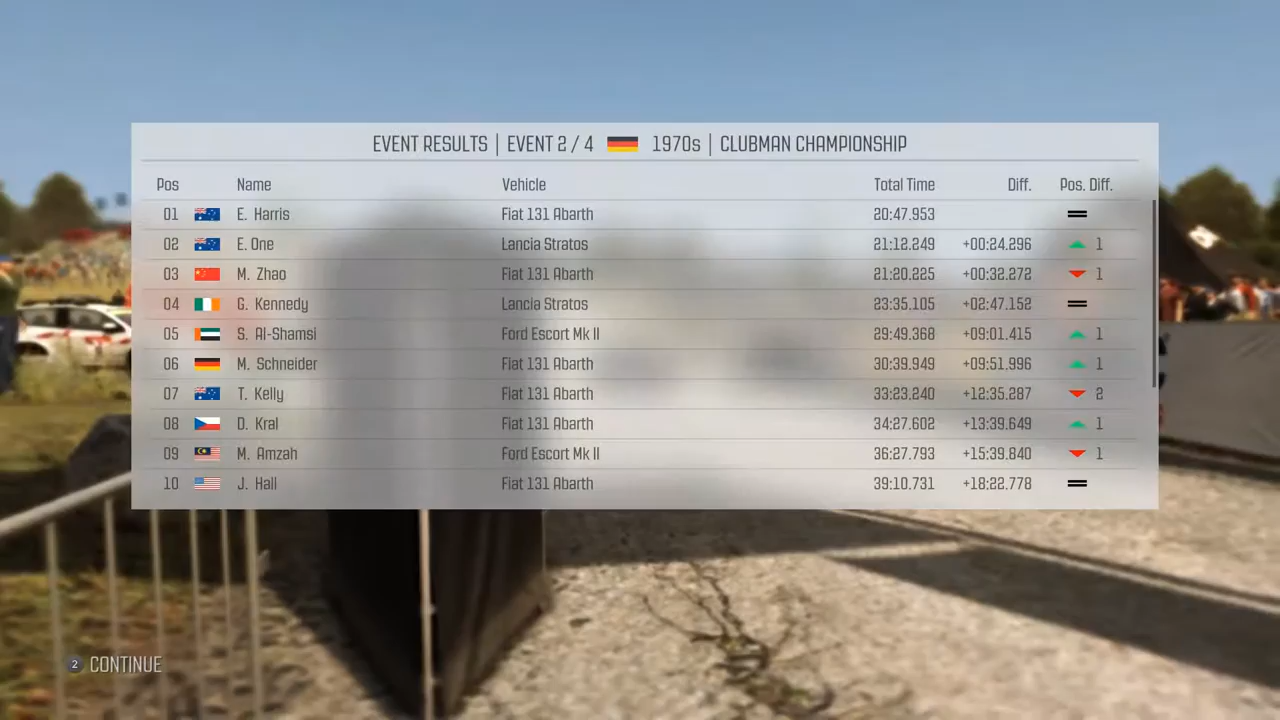 EVENT RESULTS | EVENT 2 / 4 1970s | CLUBMAN CHAMPIONSHIP
Pos Name Vehicle Total Time Diff. Pos. Diff.
01 E. Harris Fiat 131 Abarth 20:47.953
02 E. One Lancia Stratos 21:12.249 +00:24.296 1
03 M. Zhao Fiat 131 Abarth 21:20.225 +00:32.272 1
04 G. Kennedy Lancia Stratos 23:35.105 +02:47.152
05 S. Al-Shamsi Ford Escort Mk II 29:49.368 +09:01.415 1
06 M. Schneider Fiat 131 Abarth 30:39.949 +09:51.996 1
07 T. Kelly Fiat 131 Abarth 33:23.240 +12:35.287 2
08 D. Kral Fiat 131 Abarth 34:27.602 +13:39.649 1
09 M. Amzah Ford Escort Mk II 36:27.793 +15:39.840 1
10 J. Hall Fiat 131 Abarth 39:10.731 +18:22.778
2 CONTINUE